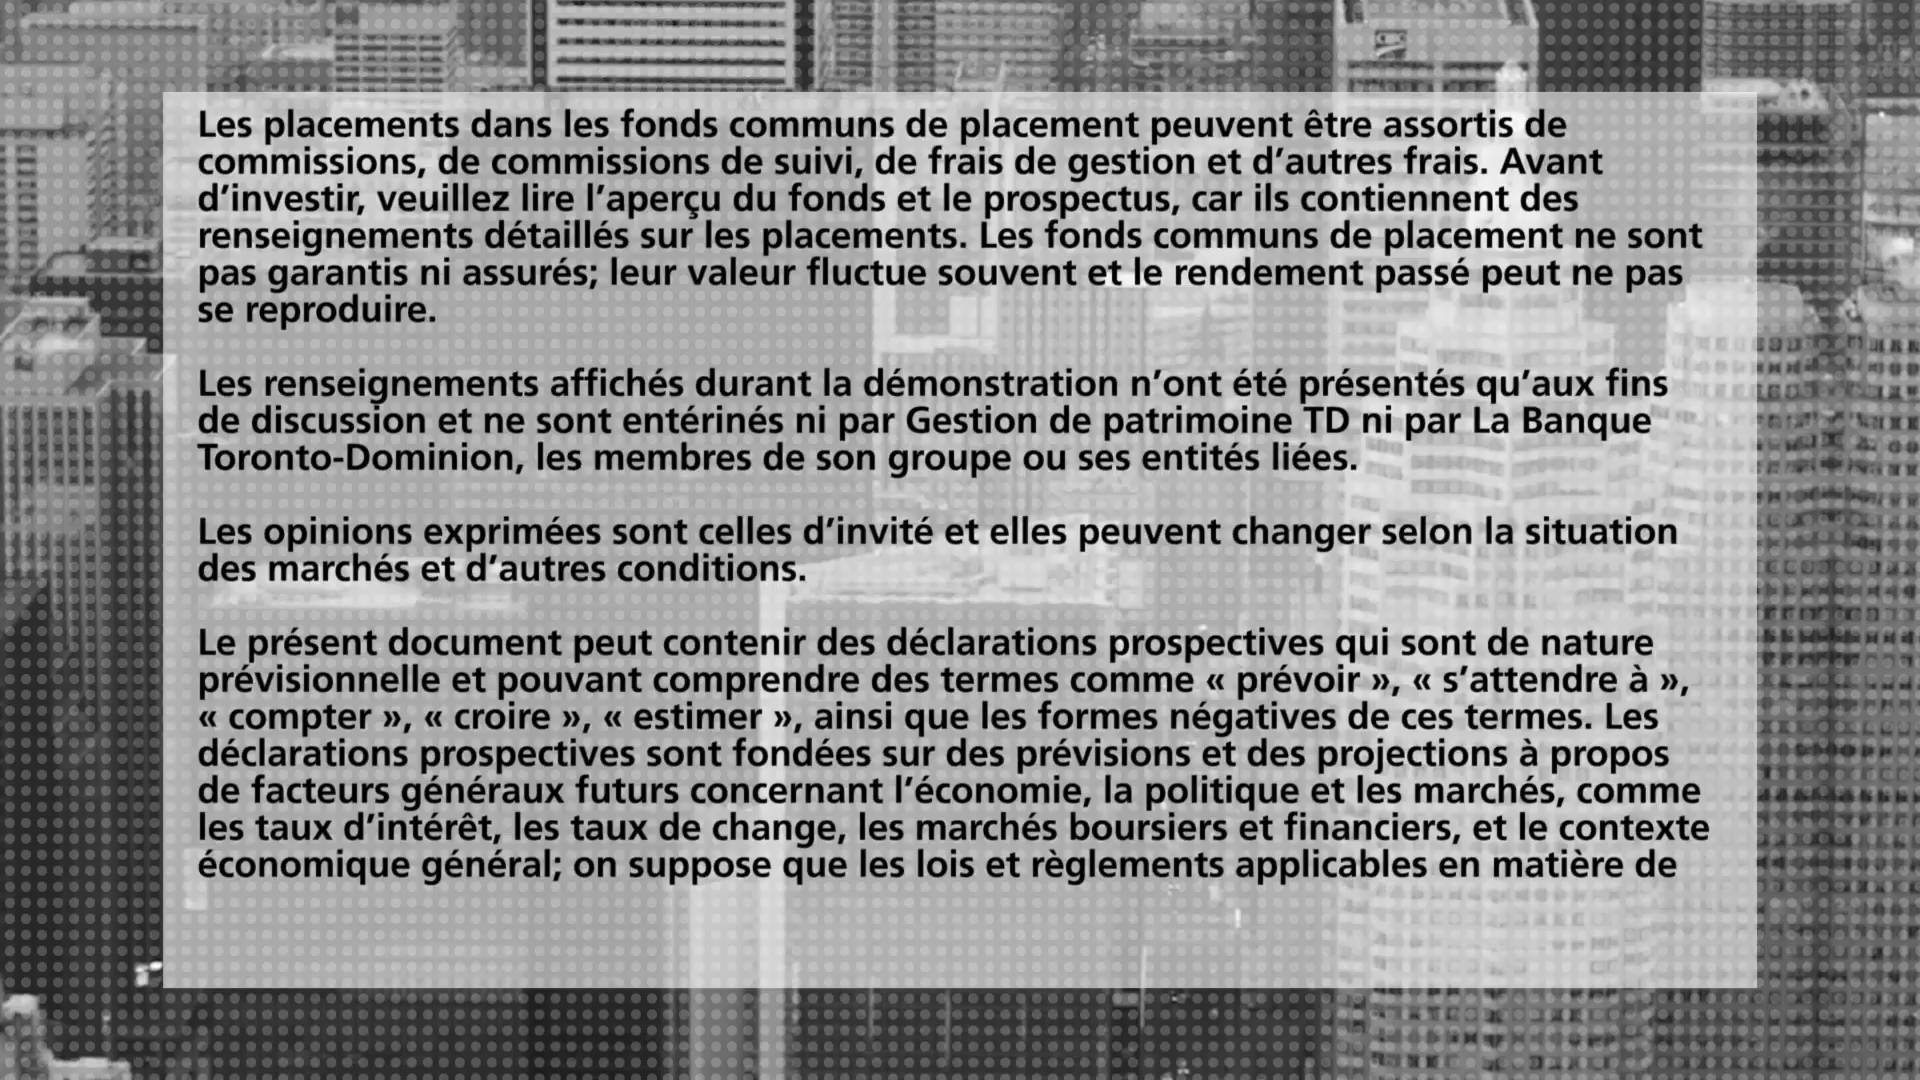 Les placements dans les fonds communs de placement peuvent être assortis de
commissions, de commissions de suivi, de frais de gestion et d’autres frais. Avant
d’investir, veuillez lire l’aperçu du fonds et le prospectus, car ils contiennent des
renseignements détaillés sur les placements. Les fonds communs de placement ne sont
pas garantis ni assurés; leur valeur fluctue souvent et le rendement passé peut ne pas
se reproduire.
Les renseignements affichés durant la démonstration n’ont été présentés qu’aux fins
de discussion et ne sont entérinés ni par Gestion de patrimoine TD ni par La Banque
Toronto-Dominion, les membres de son groupe ou ses entités liées.
Les opinions exprimées sont celles d’invité et elles peuvent changer selon la situation
des marchés et d’autres conditions.
Le présent document peut contenir des déclarations prospectives qui sont de nature
prévisionnelle et pouvant comprendre des termes comme « prévoir », « s’attendre à »,
« compter », « croire », « estimer », ainsi que les formes négatives de ces termes. Les
déclarations prospectives sont fondées sur des prévisions et des projections à propos
de facteurs généraux futurs concernant l’économie, la politique et les marchés, comme
les taux d’intérêt, les taux de change, les marchés boursiers et financiers, et le contexte
économique général; on suppose que les lois et règlements applicables en matière de